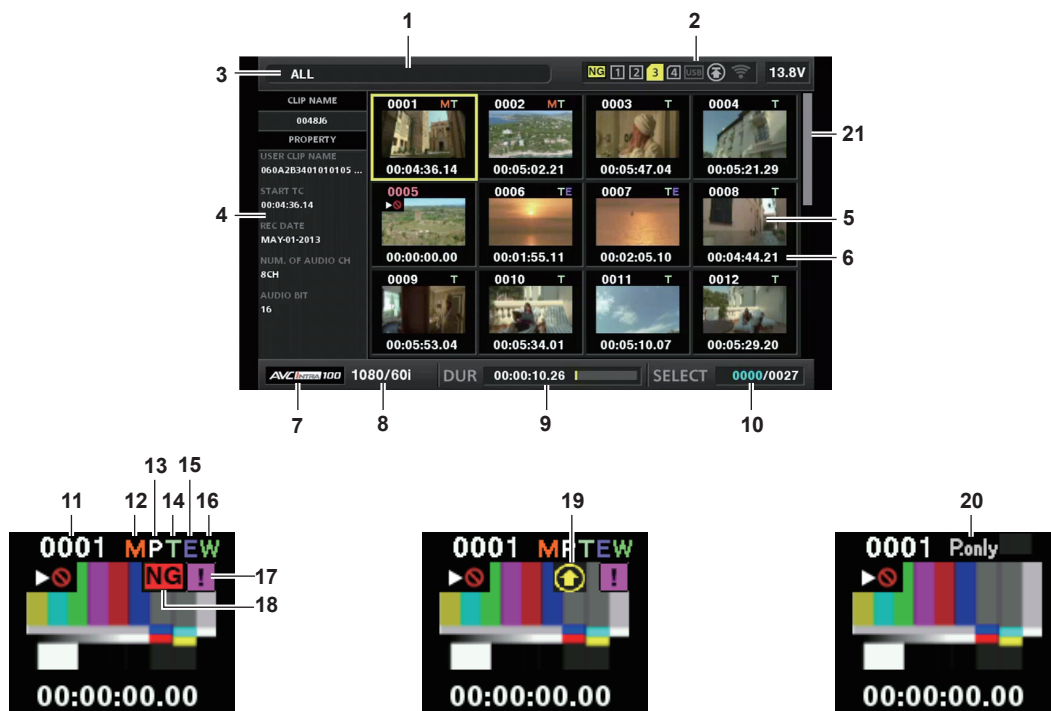 1
2
3
ALL
NG 1 2 3 4 USB
13.8V
CLIP NAME
0048J6
PROPERTY
USER CLIP NAME
060A2B3401010105 ...
START TC
00:04:36.14
REC DATE
MAY-01-2013
NUM. OF AUDIO CH
8CH
AUDIO BIT
16
4
0001 MT
0002 MT
0003 T
0004 T
00:04:36.14
00:05:02.21
00:05:47.04
00:05:21.29
21
0005
0006 TE
0007 TE
0008 T
5
00:00:00.00
00:01:55.11
00:02:05.10
00:04:44.21
6
0009 T
0010 T
0011 T
0012 T
00:05:53.04
00:05:34.01
00:05:10.07
00:05:29.20
AVC INTRA 100
1080/60i
DUR
00:00:10.26
SELECT
0000/0027
7
8
9
10
11
12
13
14
15
16
0001 MPTEW
NG
!
17
18
00:00:00.00
19
0001 MPTEW
!
00:00:00.00
20
0001 P.only
00:00:00.00